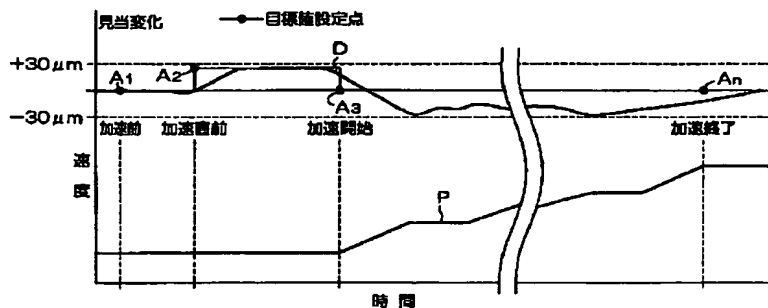 見当変化
目標値設定点
+30μm
A1
A2
D
A3
An
-30μm
加速前
加速直前
加速開始
加速終了
速度
P
時間